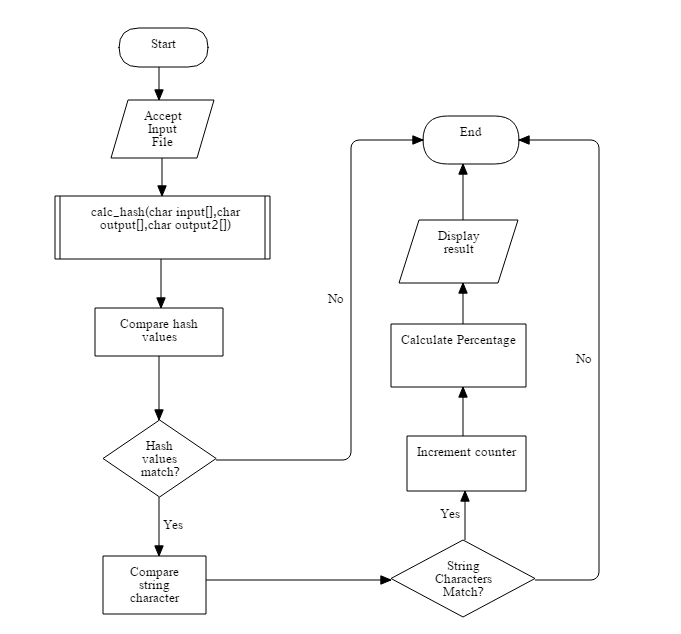 Start
Accept
Input
File
calc_hash(char input[],char
output[],char output2[])
Compare hash
values
Hash
values
match?
Yes
Compare
string
character
No
End
Display
result
Calculate Percentage
Increment counter
Yes
String
Characters
Match?
No